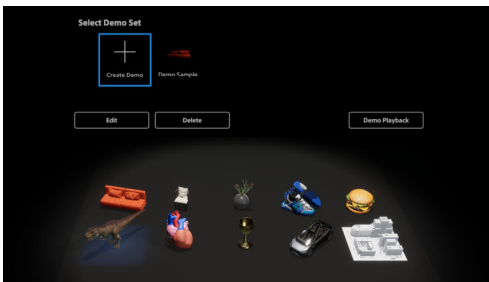 Select Demo Set
Create Demo
Demo Sample
Edit
Delete
Demo Playback